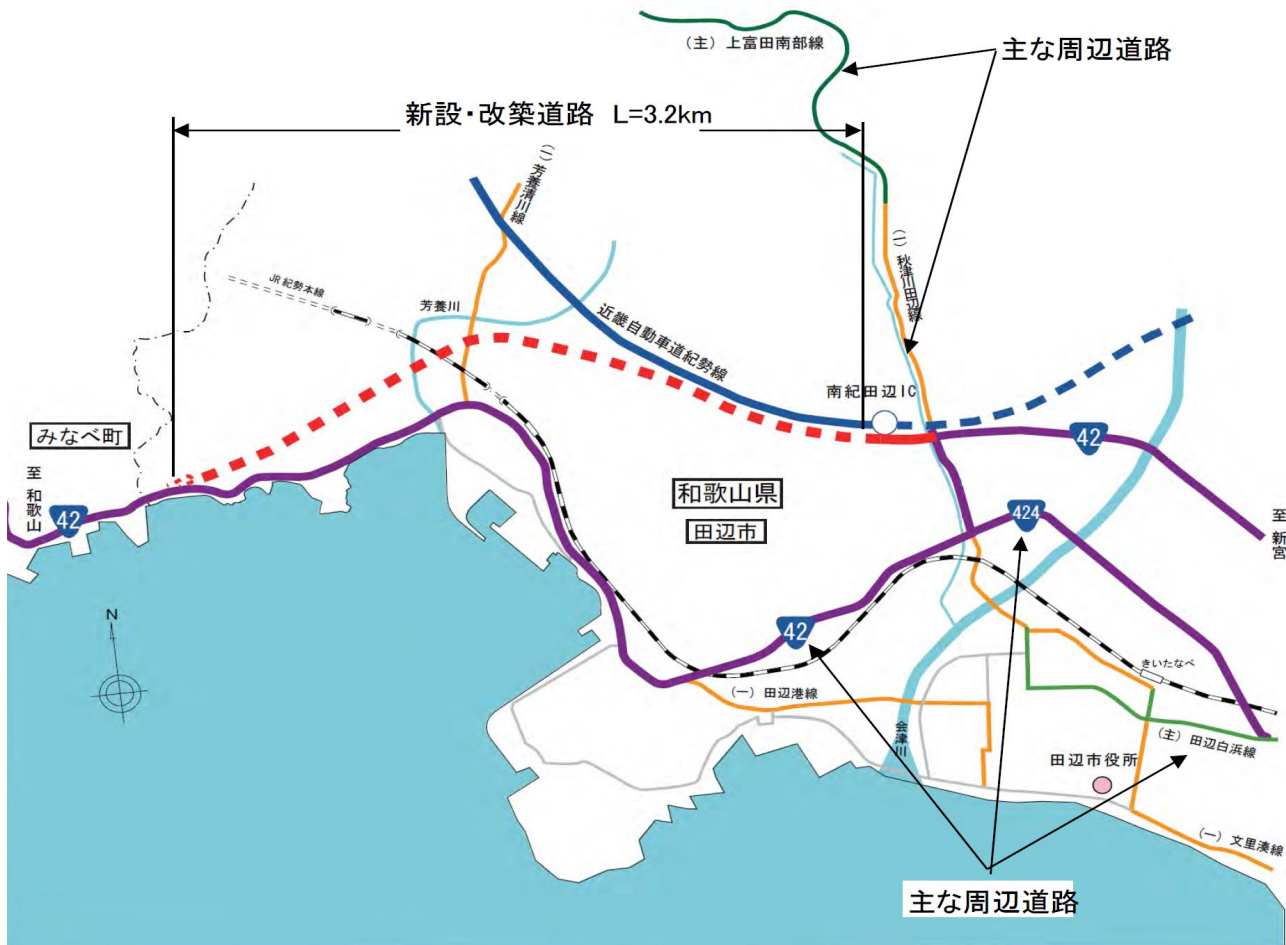 (主)上富田南部線
主な周辺道路
新設・改築道路 L=3.2km
(一)芳養清川線
(一)秋津川田辺線
JR紀勢本線
芳養川
近畿自動車道紀勢線
南紀田辺IC
みなべ町
至 和歌山
42
42
和歌山県
田辺市
424
至 新宮
N
42
きいたなべ
(一)田辺港線
会津川
(主)田辺白浜線
田辺市役所
(一)文里湊線
主な周辺道路